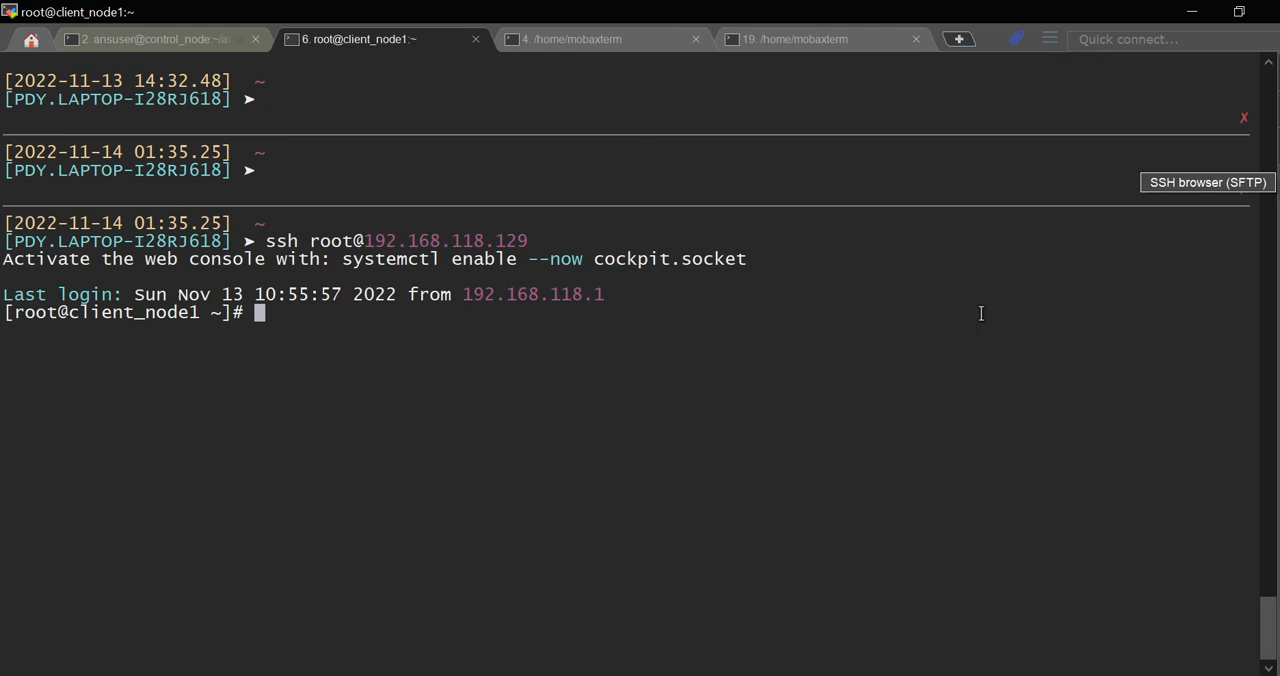 root@client_node1:~
2. ansuser@control_node:~/a
6. root@client_node1:~
4. /home/mobaxterm
19. /home/mobaxterm
Quick connect...
[2022-11-13 14:32.48] ~
[PDY.LAPTOP-I28RJ618] ➤
✗
[2022-11-14 01:35.25] ~
[PDY.LAPTOP-I28RJ618] ➤
SSH browser (SFTP)
[2022-11-14 01:35.25] ~
[PDY.LAPTOP-I28RJ618] ➤ ssh root@192.168.118.129
Activate the web console with: systemctl enable --now cockpit.socket
Last login: Sun Nov 13 10:55:57 2022 from 192.168.118.1
[root@client_node1 ~]#